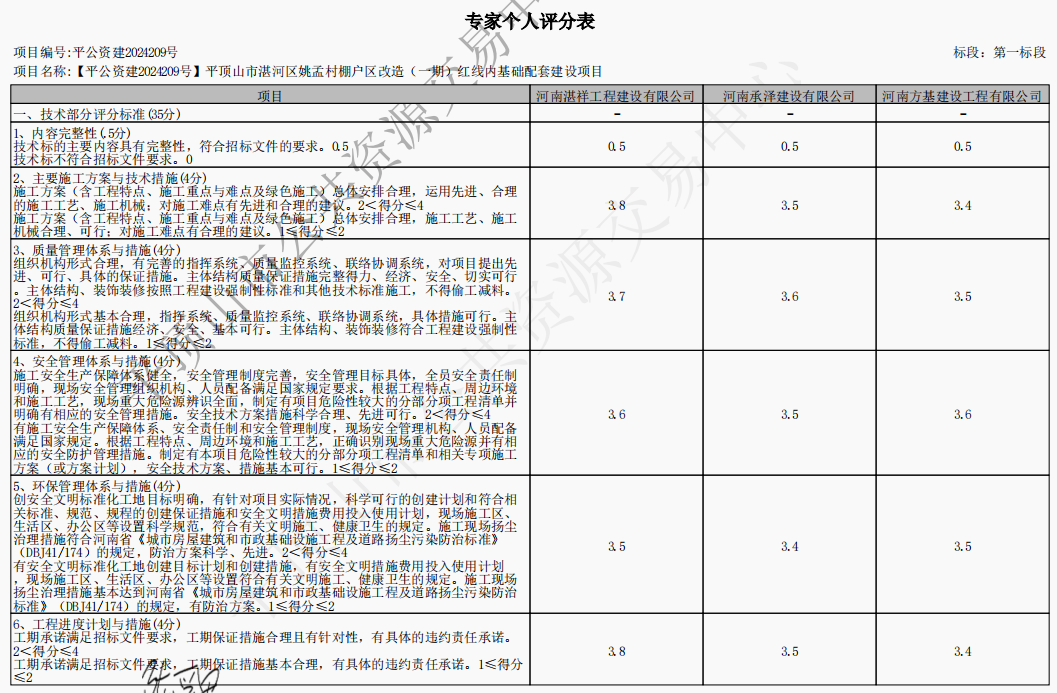 专家个人评分表
项目编号:平公资建2024209号
标段：第一标段
项目名称:【平公资建2024209号】平顶山市湛河区姚孟村棚户区改造（一期）红线内基础配套建设项目
项目 河南湛祥工程建设有限公司 河南承泽建设有限公司 河南方基建设工程有限公司
一、技术部分评分标准(35分) - - -
1、内容完整性(.5分)
技术标的主要内容具有完整性，符合招标文件的要求。0.5
技术标不符合招标文件要求。0
0.5 0.5 0.5
2、主要施工方案与技术措施(4分)
施工方案（含工程特点、施工重点与难点及绿色施工）总体安排合理，运用先进、合理
的施工工艺、施工机械；对施工难点有先进和合理的建议。2<得分≤4
施工方案（含工程特点、施工重点与难点及绿色施工）总体安排合理，施工工艺、施工
机械合理、可行；对施工难点有合理的建议。1≤得分≤2
3.8 3.5 3.4
3、质量管理体系与措施(4分)
组织机构形式合理，有完善的指挥系统、质量监控系统、联络协调系统，对项目提出先
进、可行、具体的保证措施。主体结构质量保证措施完整得力、经济、安全、切实可行
。主体结构、装饰装修按照工程建设强制性标准和其他技术标准施工，不得偷工减料。
2<得分≤4
组织机构形式基本合理，指挥系统、质量监控系统、联络协调系统，具体措施可行。主
体结构质量保证措施经济、安全、基本可行。主体结构、装饰装修符合工程建设强制性
标准，不得偷工减料。1≤得分≤2
3.7 3.6 3.5
4、安全管理体系与措施(4分)
施工安全生产保障体系健全，安全管理制度完善，安全管理目标具体，全员安全责任制
明确，现场安全管理组织机构、人员配备满足国家规定要求。根据工程特点、周边环境
和施工工艺，现场重大危险源辨识全面，制定有项目危险性较大的分部分项工程清单并
明确有相应的安全管理措施。安全技术方案措施科学合理、先进可行。2<得分≤4
有施工安全生产保障体系、安全责任制和安全管理制度，现场安全管理机构、人员配备
满足国家规定。根据工程特点、周边环境和施工工艺，正确识别现场重大危险源并有相
应的安全防护管理措施。制定有本项目危险性较大的分部分项工程清单和相关专项施工
方案（或方案计划），安全技术方案、措施基本可行。1≤得分≤2
3.6 3.5 3.6
5、环保管理体系与措施(4分)
创安全文明标准化工地目标明确，有针对项目实际情况，科学可行的创建计划和符合相
关标准、规范、规程的创建保证措施和安全文明措施费用投入使用计划，现场施工区、
生活区、办公区等设置科学规范，符合有关文明施工、健康卫生的规定。施工现场扬尘
治理措施符合河南省《城市房屋建筑和市政基础设施工程及道路扬尘污染防治标准》
（DBJ41/174）的规定，防治方案科学、先进。2<得分≤4
有安全文明标准化工地创建目标计划和创建措施，有安全文明措施费用投入使用计划
，现场施工区、生活区、办公区等设置符合有关文明施工、健康卫生的规定。施工现场
扬尘治理措施基本达到河南省《城市房屋建筑和市政基础设施工程及道路扬尘污染防治
标准》（DBJ41/174）的规定，有防治方案。1≤得分≤2
3.5 3.4 3.5
6、工程进度计划与措施(4分)
工期承诺满足招标文件要求，工期保证措施合理且有针对性，有具体的违约责任承诺。
2<得分≤4
工期承诺满足招标文件要求，工期保证措施基本合理，有具体的违约责任承诺。1≤得分
≤2
3.8 3.5 3.4
平顶山市公共资源交易中心